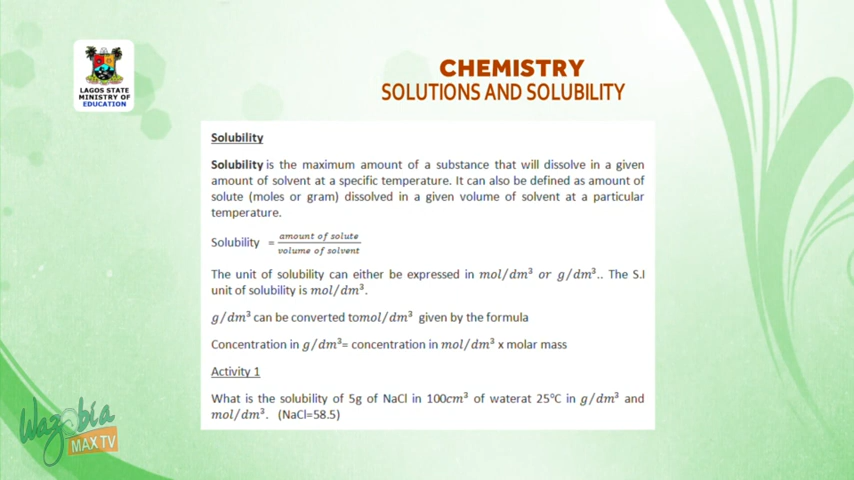 LAGOS STATE
MINISTRY OF
EDUCATION
CHEMISTRY
SOLUTIONS AND SOLUBILITY
Solubility
Solubility is the maximum amount of a substance that will dissolve in a given
amount of solvent at a specific temperature. It can also be defined as amount of
solute (moles or gram) dissolved in a given volume of solvent at a particular
temperature.
Solubility = amount of solute / volume of solvent
The unit of solubility can either be expressed in mol/dm³ or g/dm³.. The S.I
unit of solubility is mol/dm³.
g/dm³ can be converted tomol/dm³ given by the formula
Concentration in g/dm³= concentration in mol/dm³ x molar mass
Activity 1
What is the solubility of 5g of NaCl in 100cm³ of waterat 25⁰C in g/dm³ and
mol/dm³. (NaCl=58.5)
Wazobia
MAX TV